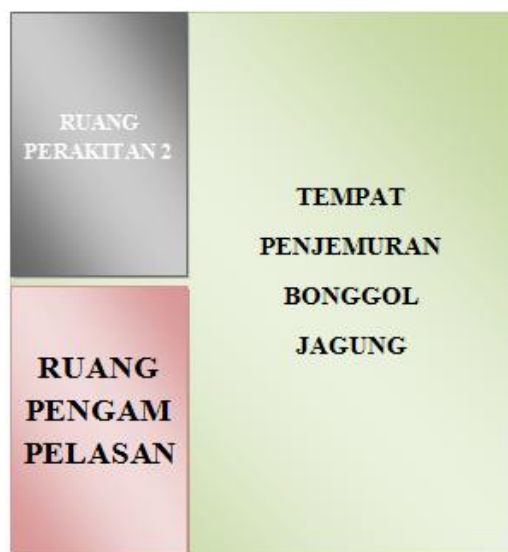 RUANG
PERAKITAN 2
TEMPAT
PENJEMURAN
BONGGOL
JAGUNG
RUANG
PENGAM
PELASAN